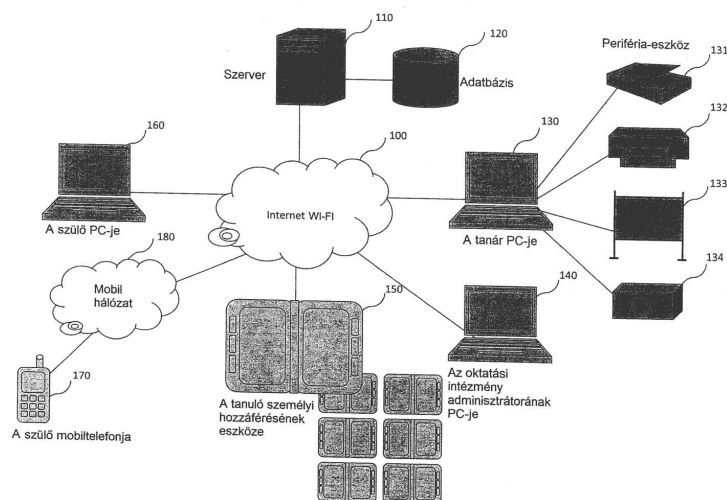 110
120
Szerver
Adatbázis
Periféria-eszköz
131
132
133
134
160
100
130
A szülő PC-je
Internet WI-FI
A tanár PC-je
180
Mobil
hálózat
150
140
170
A szülő mobiltelefonja
A tanuló személyi
hozzáférésének
eszköze
Az oktatási
intézmény
adminisztrátorának
PC-je